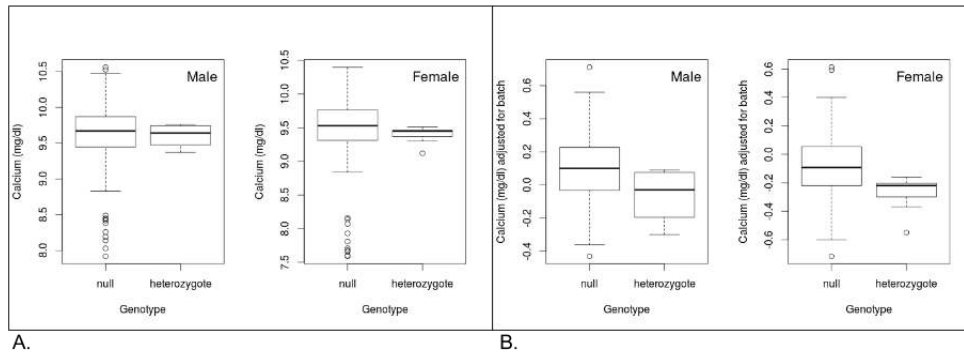 Male
Calcium (mg/dl)
10.5
10.0
9.5
9.0
8.5
8.0
null
heterozygote
Genotype
Female
Calcium (mg/dl)
10.5
10.0
9.5
9.0
8.5
8.0
7.5
null
heterozygote
Genotype
Male
Calcium (mg/dl) adjusted for batch
0.6
0.4
0.2
0.0
-0.2
-0.4
null
heterozygote
Genotype
Female
Calcium (mg/dl) adjusted for batch
0.6
0.4
0.2
-0.0
-0.2
-0.4
-0.6
null
heterozygote
Genotype
A.
B.